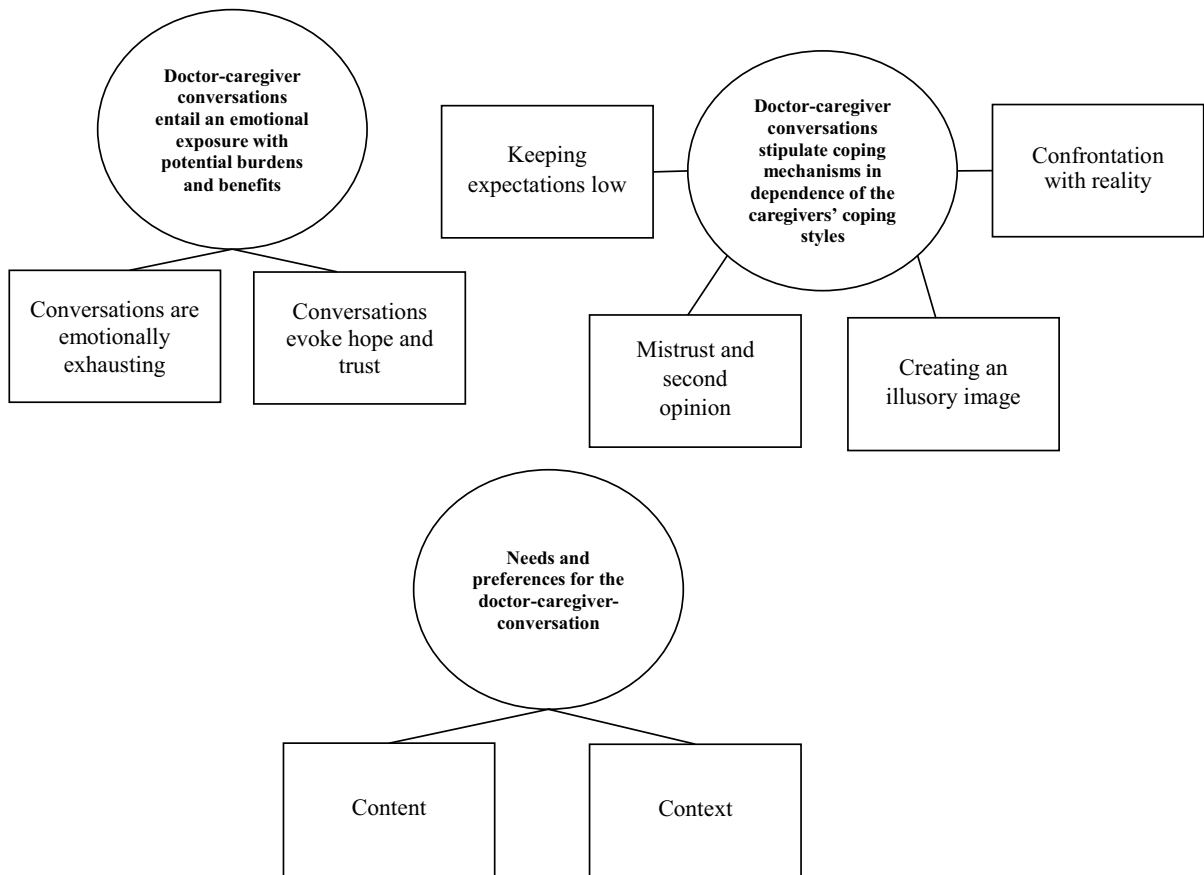 Doctor-caregiver
conversations
entail an emotional
exposure with
potential burdens
and benefits
Conversations are
emotionally
exhausting
Conversations
evoke hope and
trust
Doctor-caregiver
conversations
stipulate coping
mechanisms in
dependence of the
caregivers’ coping
styles
Keeping
expectations low
Confrontation
with reality
Mistrust and
second
opinion
Creating an
illusory image
Needs and
preferences for the
doctor-caregiver-
conversation
Content
Context